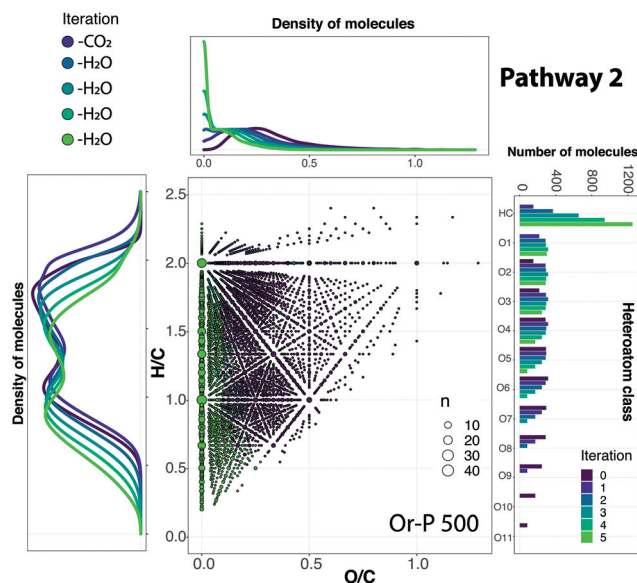 Iteration
-CO₂
-H₂O
-H₂O
-H₂O
-H₂O
Density of molecules
0.0 0.5 1.0
Pathway 2
Number of molecules
0 400 800 1200
Density of molecules
H/C
2.5
2.0
1.5
1.0
0.5
0.0
n
10
20
30
40
Or-P 500
0.0 0.5 1.0
O/C
HC
O1
O2
O3
O4
O5
O6
O7
O8
O9
O10
O11
Heteroatom class
Iteration
0
1
2
3
4
5